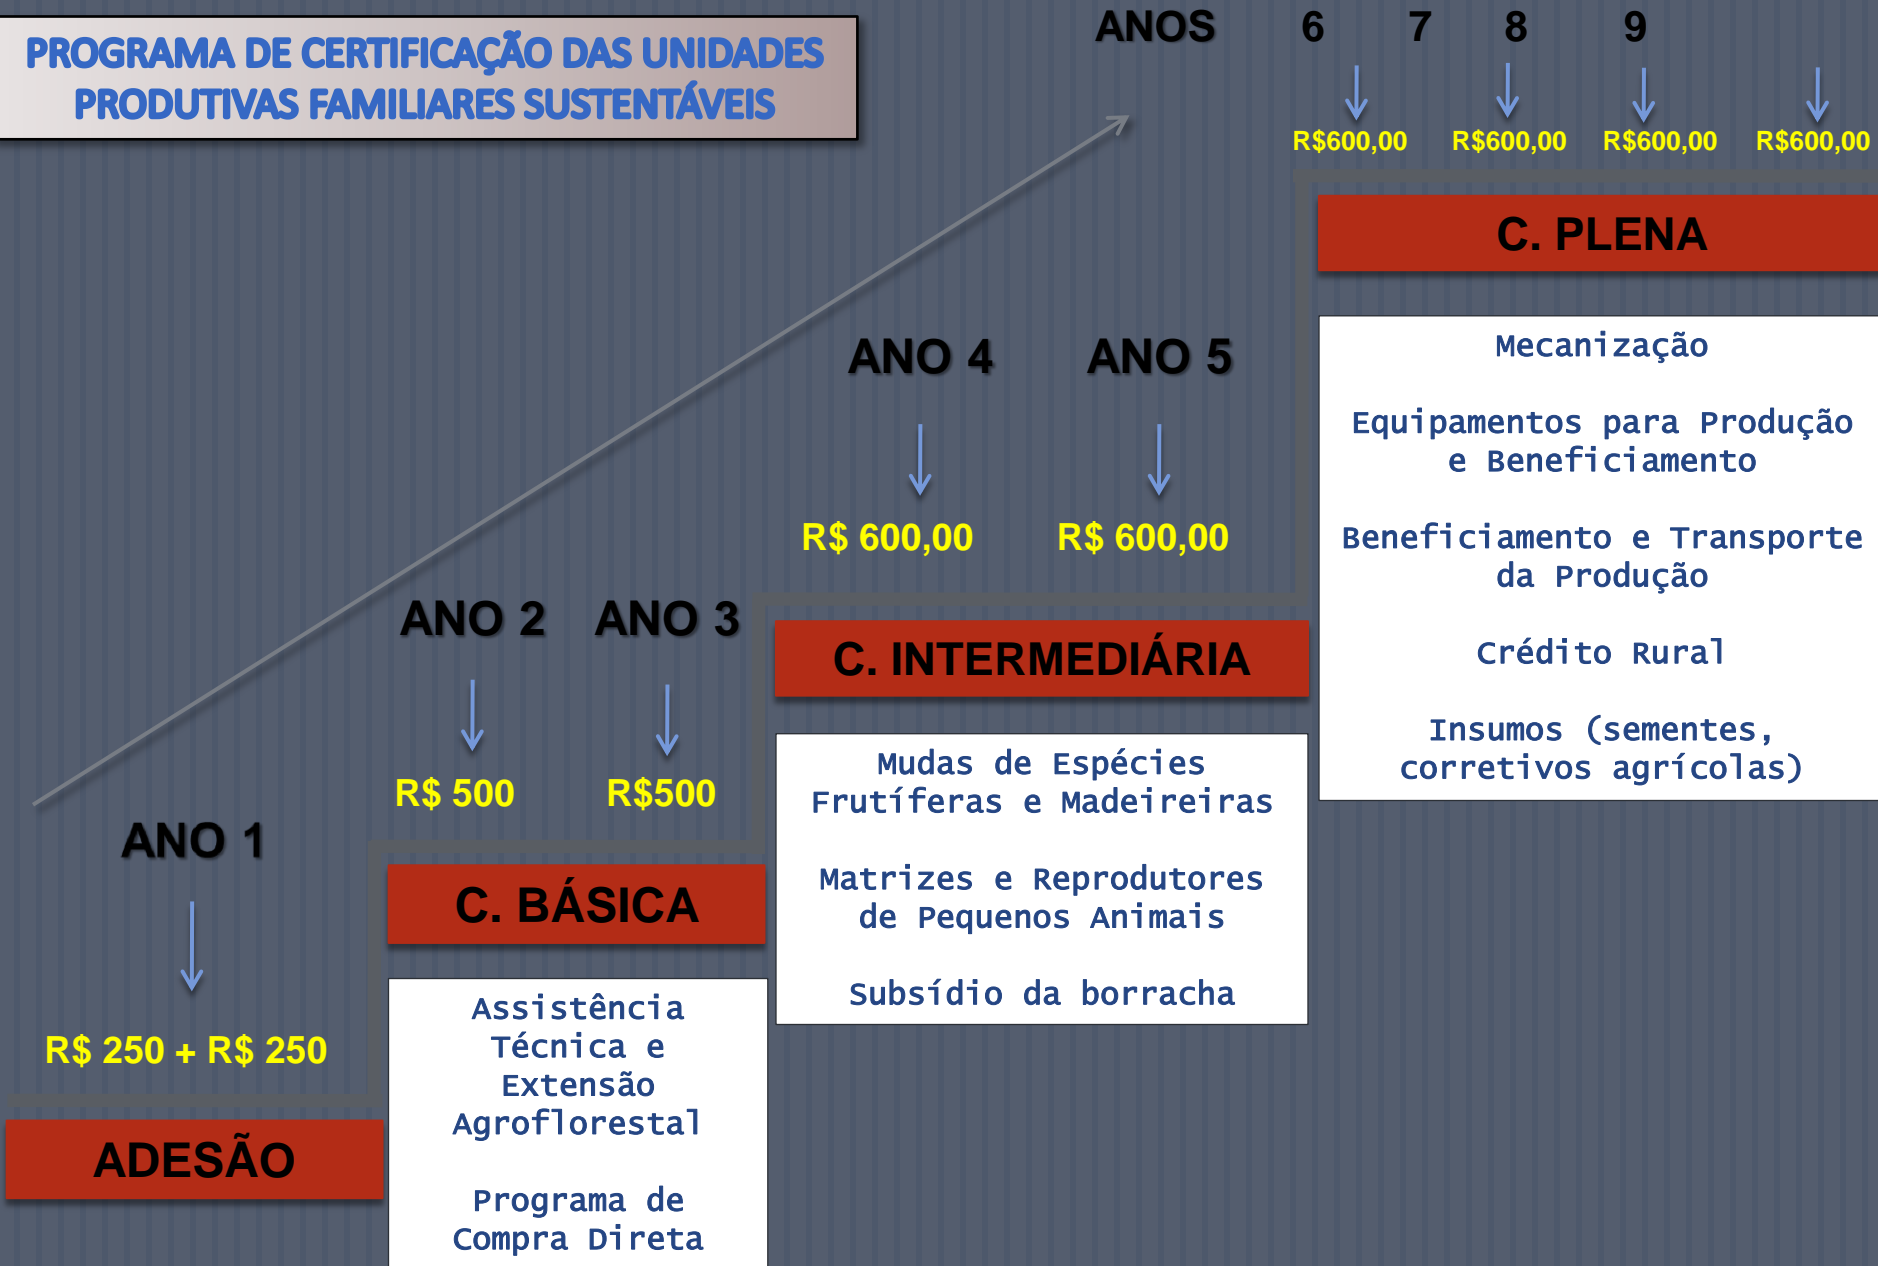 PROGRAMA DE CERTIFICAÇÃO DAS UNIDADES
PRODUTIVAS FAMILIARES SUSTENTÁVEIS
ANOS 6 7 8 9
R$600,00 R$600,00 R$600,00 R$600,00
C. PLENA
Mecanização
Equipamentos para Produção
e Beneficiamento
Beneficiamento e Transporte
da Produção
Crédito Rural
Insumos (sementes,
corretivos agrícolas)
ANO 4 ANO 5
R$ 600,00 R$ 600,00
C. INTERMEDIÁRIA
Mudas de Espécies
Frutíferas e Madeireiras
Matrizes e Reprodutores
de Pequenos Animais
Subsídio da borracha
ANO 2 ANO 3
R$ 500 R$500
C. BÁSICA
Assistência
Técnica e
Extensão
Agroflorestal
Programa de
Compra Direta
ANO 1
R$ 250 + R$ 250
ADESÃO